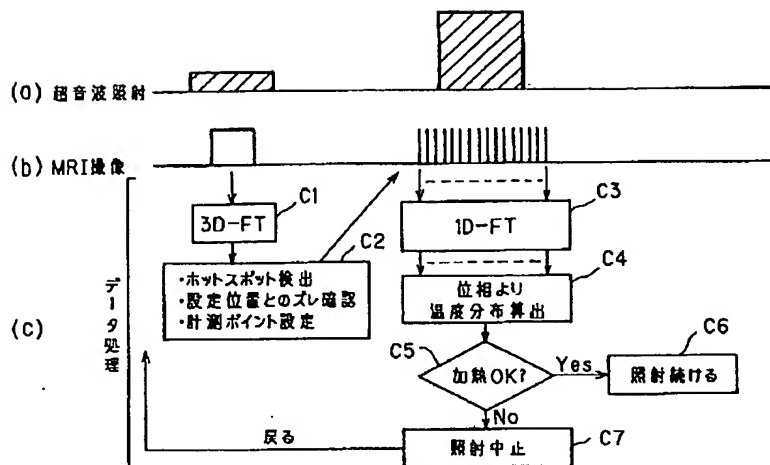 (a) 超音波照射
(b) MRI撮像
(c)
データ処理
C1
3D-FT
C2
・ホットスポット検出
・設定位置とのズレ確認
・計測ポイント設定
C3
1D-FT
C4
位相より
温度分布算出
C5
加熱OK?
Yes
C6
照射続ける
No
C7
照射中止
戻る